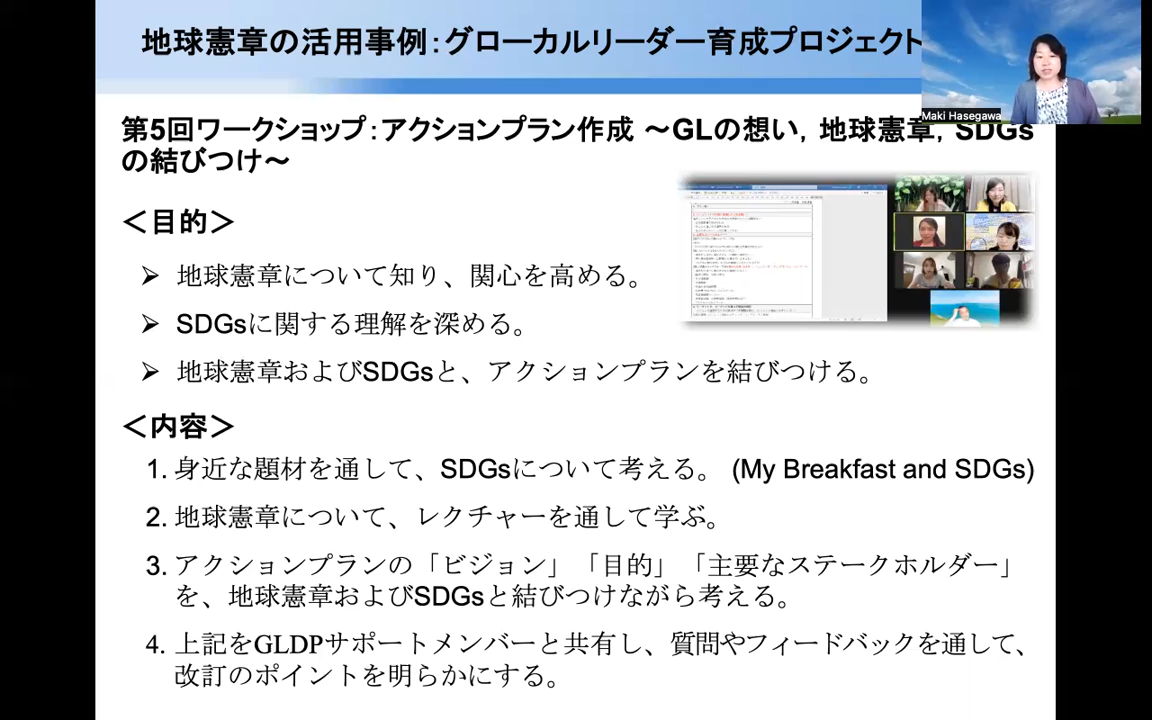 地球憲章の活用事例：グローカルリーダー育成プロジェクト
Maki Hasegawa
第5回ワークショップ：アクションプラン作成 ～GLの想い，地球憲章，SDGs
の結びつけ～
＜目的＞
➢ 地球憲章について知り、関心を高める。
➢ SDGsに関する理解を深める。
➢ 地球憲章およびSDGsと、アクションプランを結びつける。
＜内容＞
1. 身近な題材を通して、SDGsについて考える。 (My Breakfast and SDGs)
2. 地球憲章について、レクチャーを通して学ぶ。
3. アクションプランの「ビジョン」「目的」「主要なステークホルダー」
を、地球憲章およびSDGsと結びつけながら考える。
4. 上記をGLDPサポートメンバーと共有し、質問やフィードバックを通して、
改訂のポイントを明らかにする。